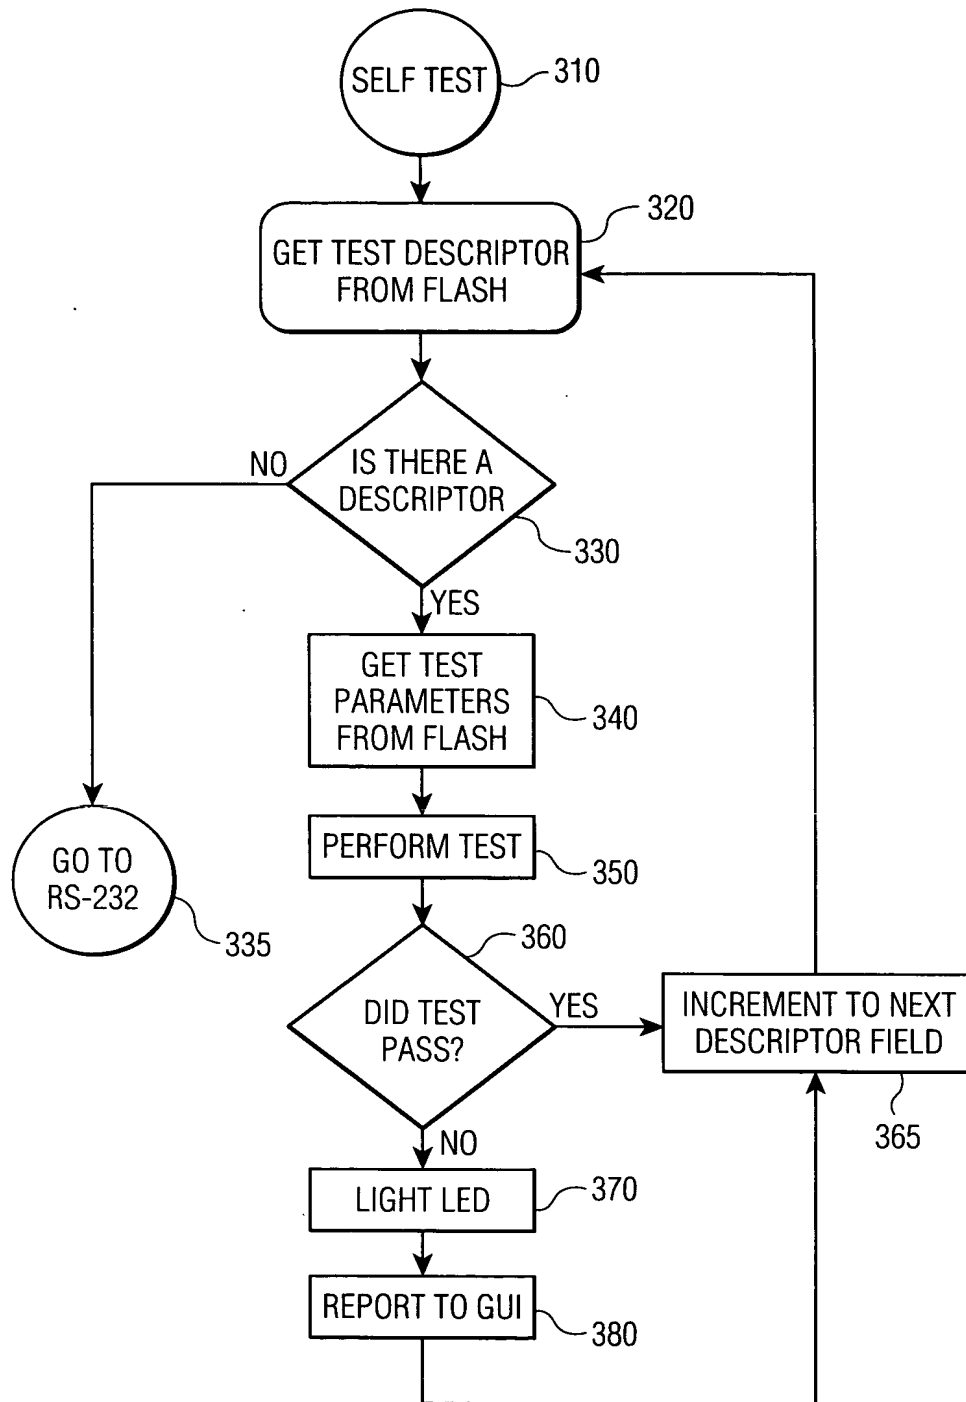 SELF TEST
310
GET TEST DESCRIPTOR
FROM FLASH
320
IS THERE A
DESCRIPTOR
330
NO
YES
GET TEST
PARAMETERS
FROM FLASH
340
GO TO
RS-232
335
PERFORM TEST
350
360
DID TEST
PASS?
YES
INCREMENT TO NEXT
DESCRIPTOR FIELD
365
NO
LIGHT LED
370
REPORT TO GUI
380